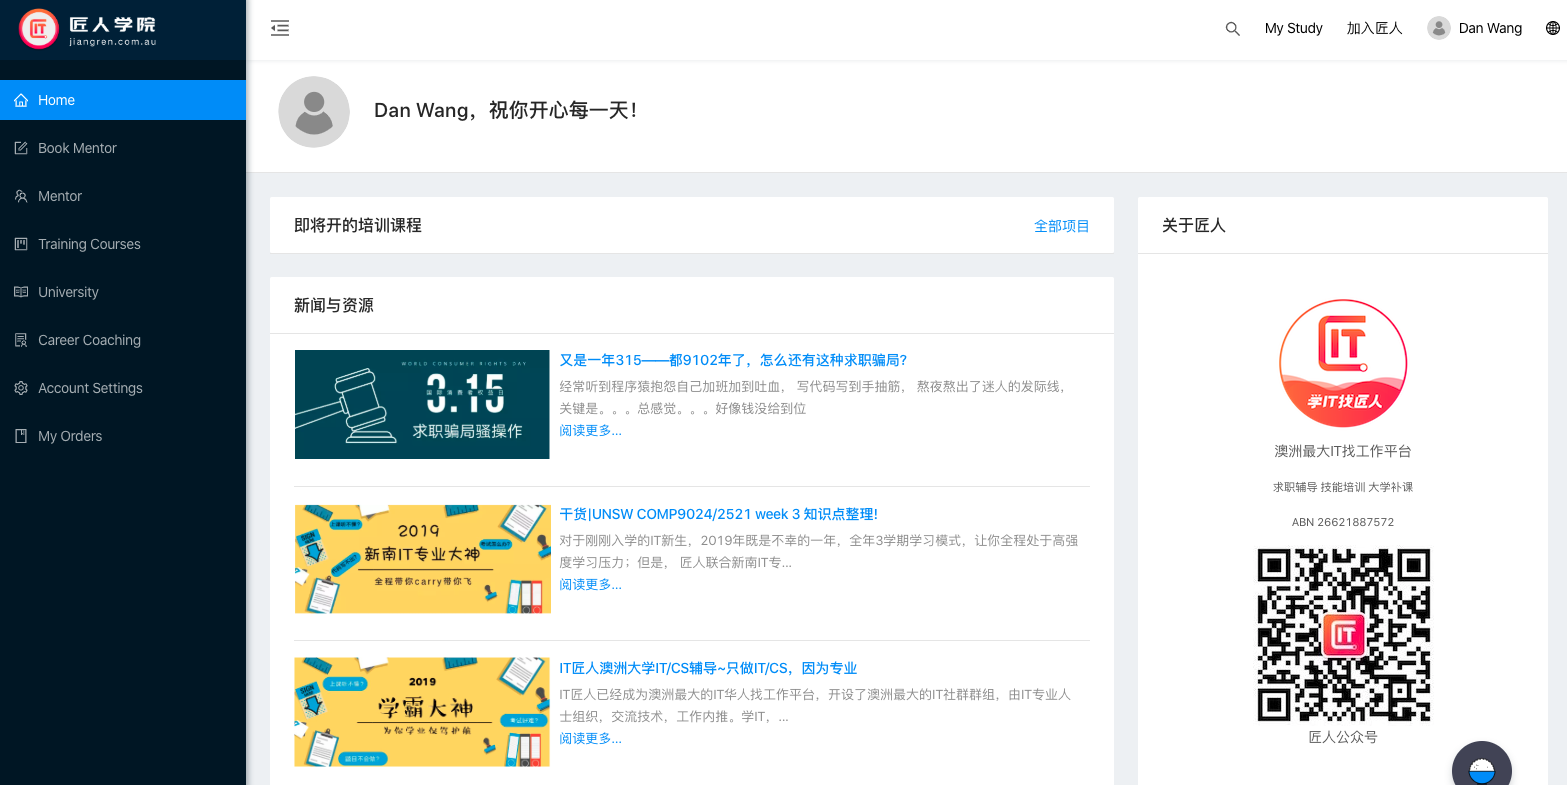 匠人学院
jiangren.com.au
My Study
加入匠人
Dan Wang
Home
Book Mentor
Mentor
Training Courses
University
Career Coaching
Account Settings
My Orders
Dan Wang，祝你开心每一天！
即将开的培训课程
全部项目
新闻与资源
WORLD CONSUMER RIGHTS DAY
3.15
国际消费者权益日
求职骗局骚操作
又是一年315——都9102年了，怎么还有这种求职骗局?
经常听到程序猿抱怨自己加班加到吐血， 写代码写到手抽筋， 熬夜熬出了迷人的发际线，
关键是。。。总感觉。。。好像钱没给到位
阅读更多...
2019
新南IT专业大神
全程带你carry带你飞
干货|UNSW COMP9024/2521 week 3 知识点整理!
对于刚刚入学的IT新生，2019年既是不幸的一年，全年3学期学习模式，让你全程处于高强
度学习压力；但是， 匠人联合新南IT专...
阅读更多...
2019
学霸大神
为你学业保驾护航
IT匠人澳洲大学IT/CS辅导~只做IT/CS，因为专业
IT匠人已经成为澳洲最大的IT华人找工作平台，开设了澳洲最大的IT社群群组，由IT专业人
士组织，交流技术，工作内推。学IT，...
阅读更多...
关于匠人
学IT找匠人
澳洲最大IT找工作平台
求职辅导 技能培训 大学补课
ABN 26621887572
匠人公众号